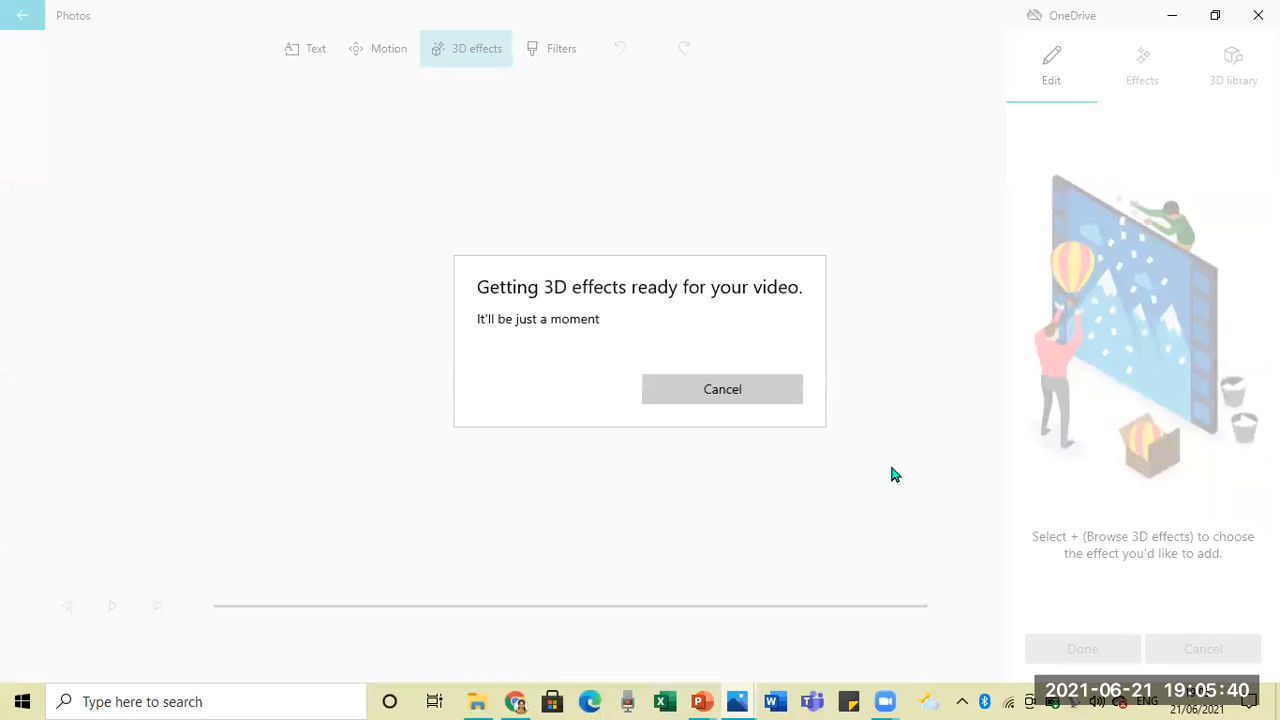 Photos
OneDrive
Text
Motion
3D effects
Filters
Edit
Effects
3D library
Getting 3D effects ready for your video.
It'll be just a moment
Cancel
Select + (Browse 3D effects) to choose
the effect you'd like to add.
Done
Cancel
Type here to search
ENG
2021-06-21 19:05:40
21/06/2021